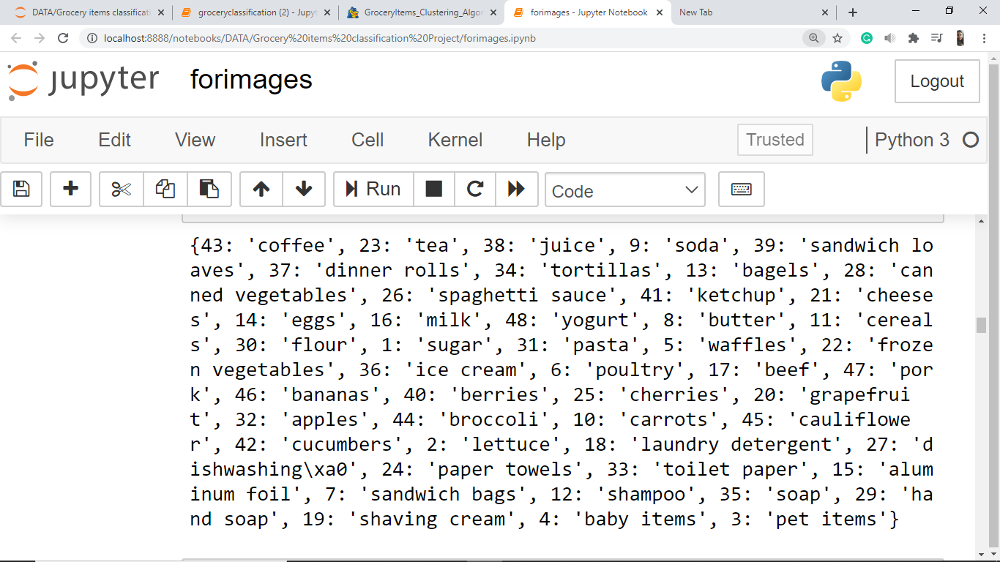 DATA/Grocery items classificati
groceryclassification (2) - Jupyt
GroceryItems_Clustering_Algor
forimages - Jupyter Notebook
New Tab
localhost:8888/notebooks/DATA/Grocery%20items%20classification%20Project/forimages.ipynb
jupyter forimages
Logout
File Edit View Insert Cell Kernel Help Trusted Python 3
Run Code
{43: 'coffee', 23: 'tea', 38: 'juice', 9: 'soda', 39: 'sandwich lo
aves', 37: 'dinner rolls', 34: 'tortillas', 13: 'bagels', 28: 'can
ned vegetables', 26: 'spaghetti sauce', 41: 'ketchup', 21: 'cheese
s', 14: 'eggs', 16: 'milk', 48: 'yogurt', 8: 'butter', 11: 'cereal
s', 30: 'flour', 1: 'sugar', 31: 'pasta', 5: 'waffles', 22: 'froze
n vegetables', 36: 'ice cream', 6: 'poultry', 17: 'beef', 47: 'por
k', 46: 'bananas', 40: 'berries', 25: 'cherries', 20: 'grapefrui
t', 32: 'apples', 44: 'broccoli', 10: 'carrots', 45: 'cauliflowe
r', 42: 'cucumbers', 2: 'lettuce', 18: 'laundry detergent', 27: 'd
ishwashing\xa0', 24: 'paper towels', 33: 'toilet paper', 15: 'alum
inum foil', 7: 'sandwich bags', 12: 'shampoo', 35: 'soap', 29: 'ha
nd soap', 19: 'shaving cream', 4: 'baby items', 3: 'pet items'}